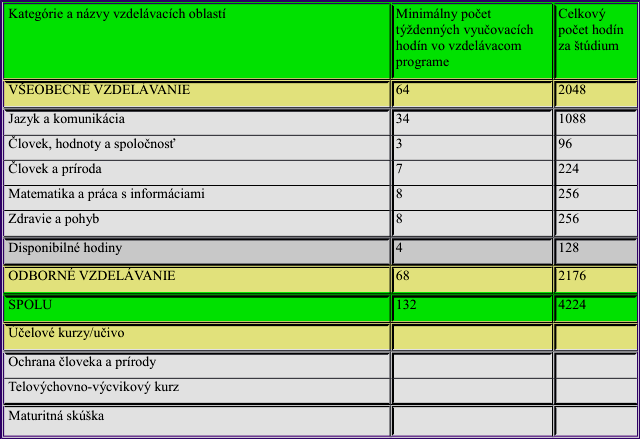 Kategórie a názvy vzdelávacích oblastí Minimálny počet týždenných vyučovacích hodín vo vzdelávacom programe Celkový počet hodín za štúdium
VŠEOBECNÉ VZDELÁVANIE 64 2048
Jazyk a komunikácia 34 1088
Človek, hodnoty a spoločnosť 3 96
Človek a príroda 7 224
Matematika a práca s informáciami 8 256
Zdravie a pohyb 8 256
Disponibilné hodiny 4 128
ODBORNÉ VZDELÁVANIE 68 2176
SPOLU 132 4224
Učelové kurzy/učivo
Ochrana človeka a prírody
Telovýchovno-výcvikový kurz
Maturitná skúška